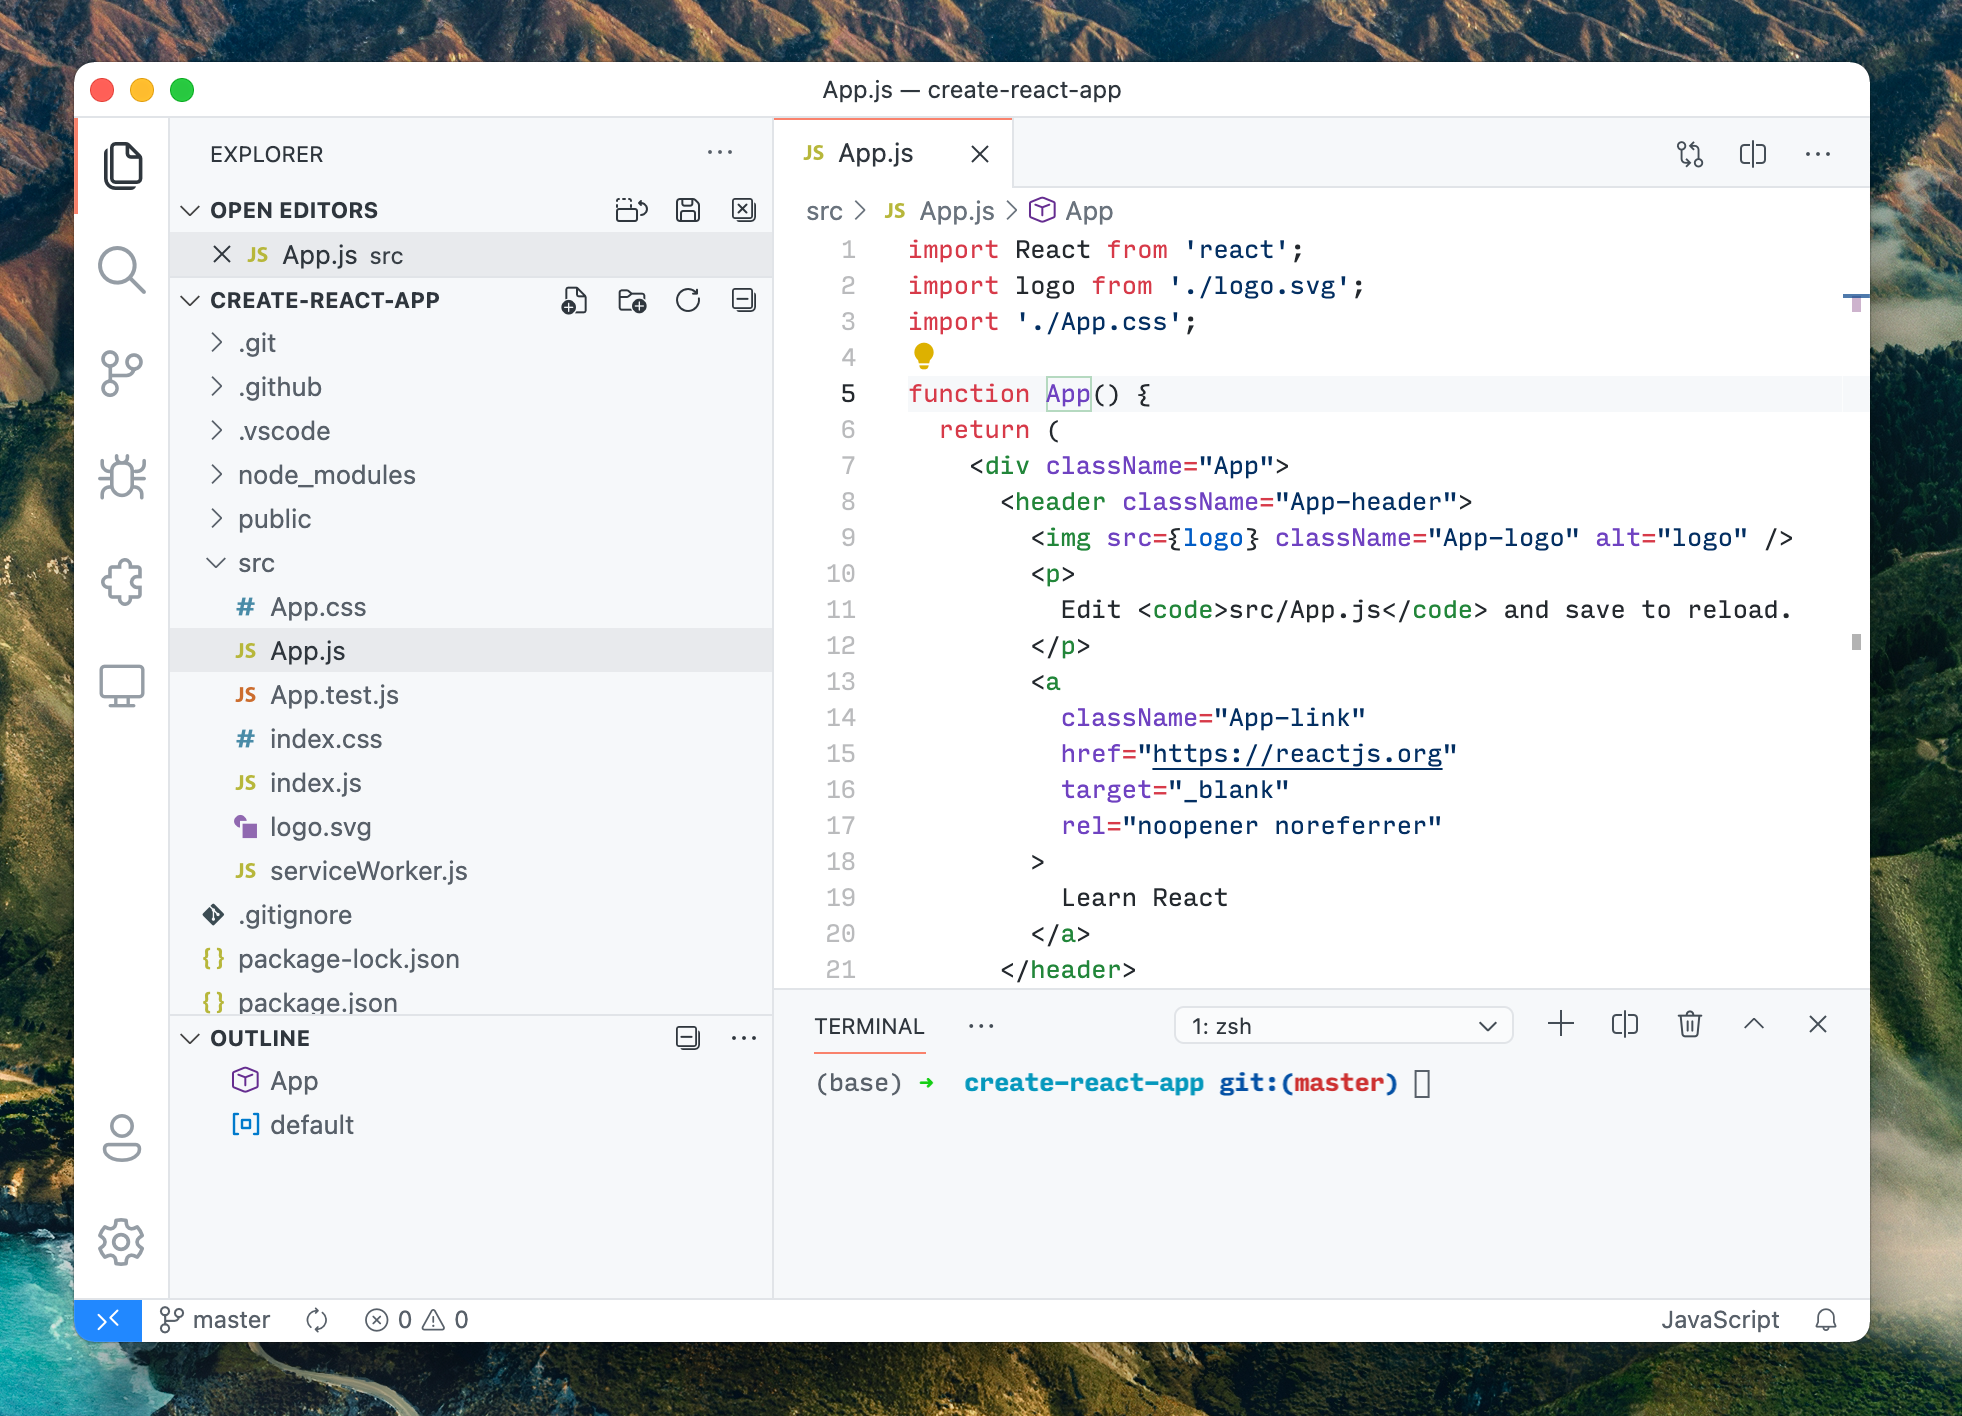 App.js — create-react-app
EXPLORER
OPEN EDITORS
JS App.js src
CREATE-REACT-APP
.git
.github
.vscode
node_modules
public
src
# App.css
JS App.js
JS App.test.js
# index.css
JS index.js
logo.svg
JS serviceWorker.js
.gitignore
{} package-lock.json
{} package.json
OUTLINE
App
default
JS App.js
src > JS App.js > App
1 import React from 'react';
2 import logo from './logo.svg';
3 import './App.css';
4
5 function App() {
6 return (
7 <div className="App">
8 <header className="App-header">
9 <img src={logo} className="App-logo" alt="logo" />
10 <p>
11 Edit <code>src/App.js</code> and save to reload.
12 </p>
13 <a
14 className="App-link"
15 href="https://reactjs.org"
16 target="_blank"
17 rel="noopener noreferrer"
18 >
19 Learn React
20 </a>
21 </header>
TERMINAL
1: zsh
(base) ➜ create-react-app git:(master)
master 0 0
JavaScript